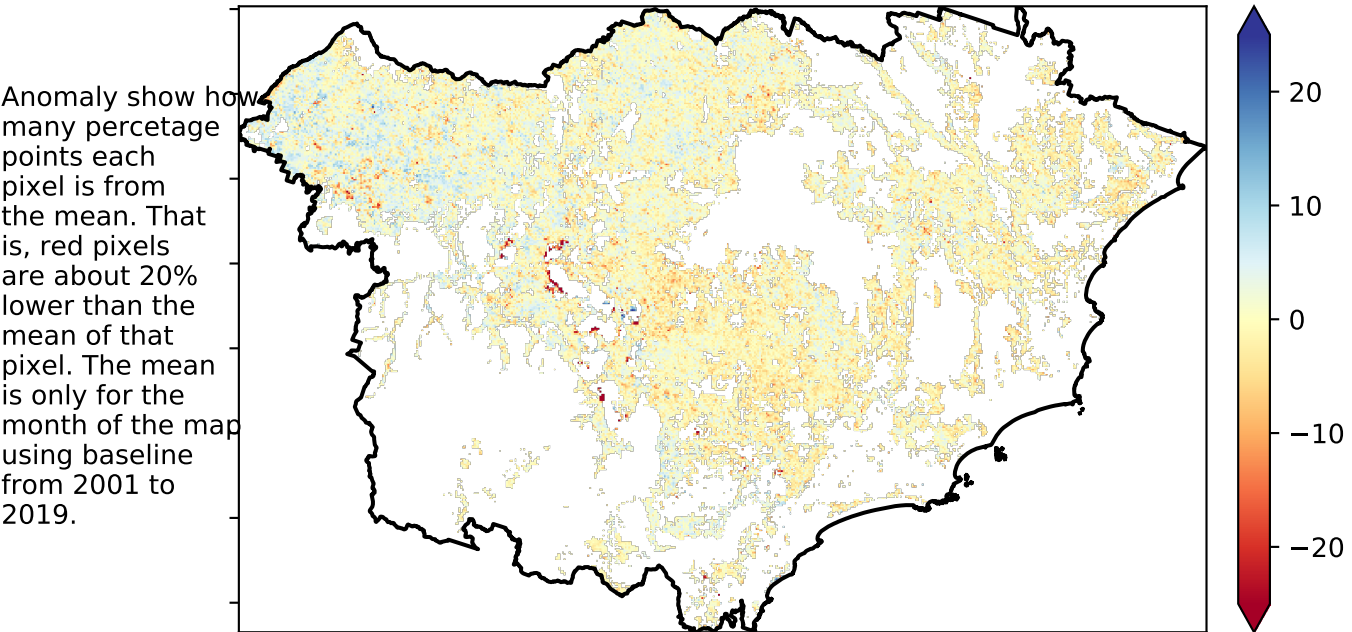 Anomaly show how
many percetage
points each
pixel is from
the mean. That
is, red pixels
are about 20%
lower than the
mean of that
pixel. The mean
is only for the
month of the map
using baseline
from 2001 to
2019.
20
10
0
−10
−20